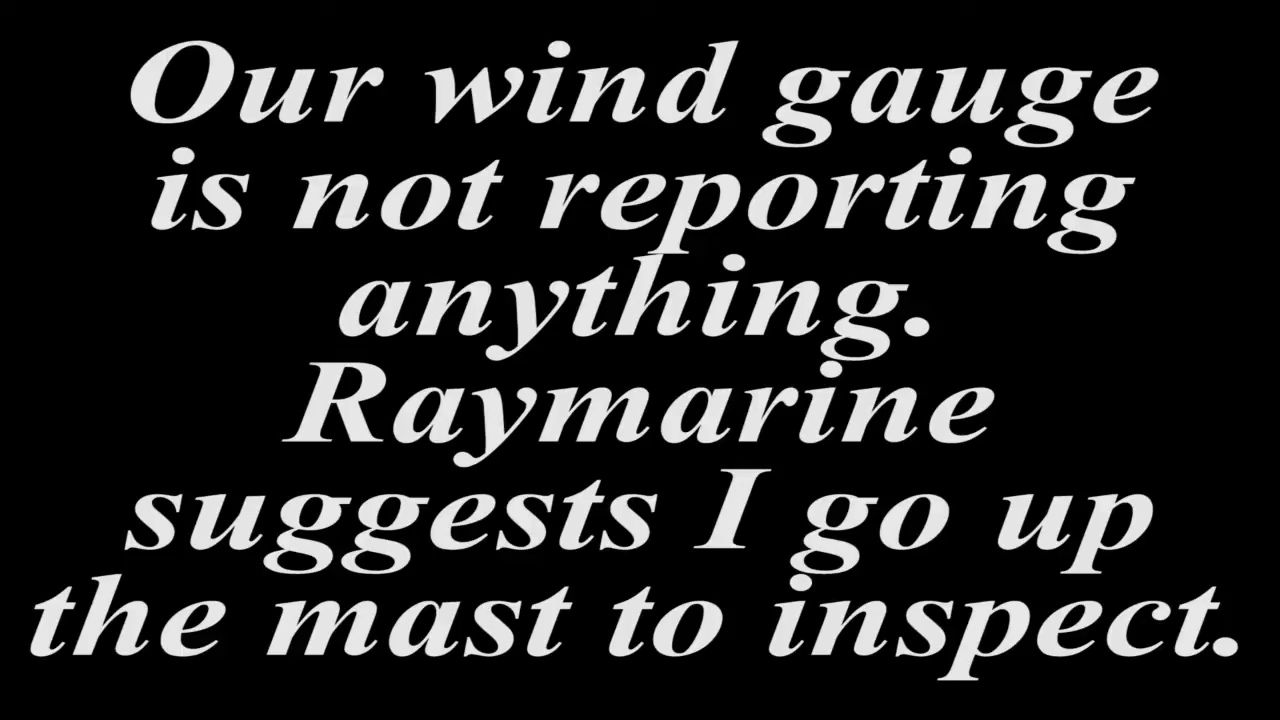 Our wind gauge
is not reporting
anything.
Raymarine
suggests I go up
the mast to inspect.